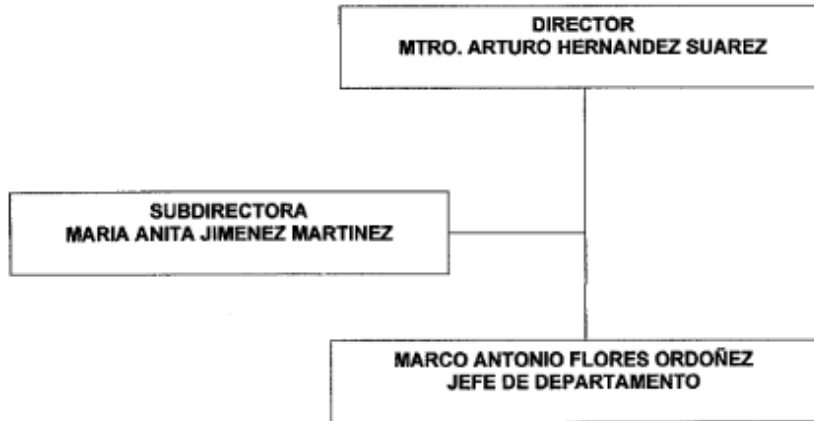 DIRECTOR
MTRO. ARTURO HERNANDEZ SUAREZ
SUBDIRECTORA
MARIA ANITA JIMENEZ MARTINEZ
MARCO ANTONIO FLORES ORDOÑEZ
JEFE DE DEPARTAMENTO